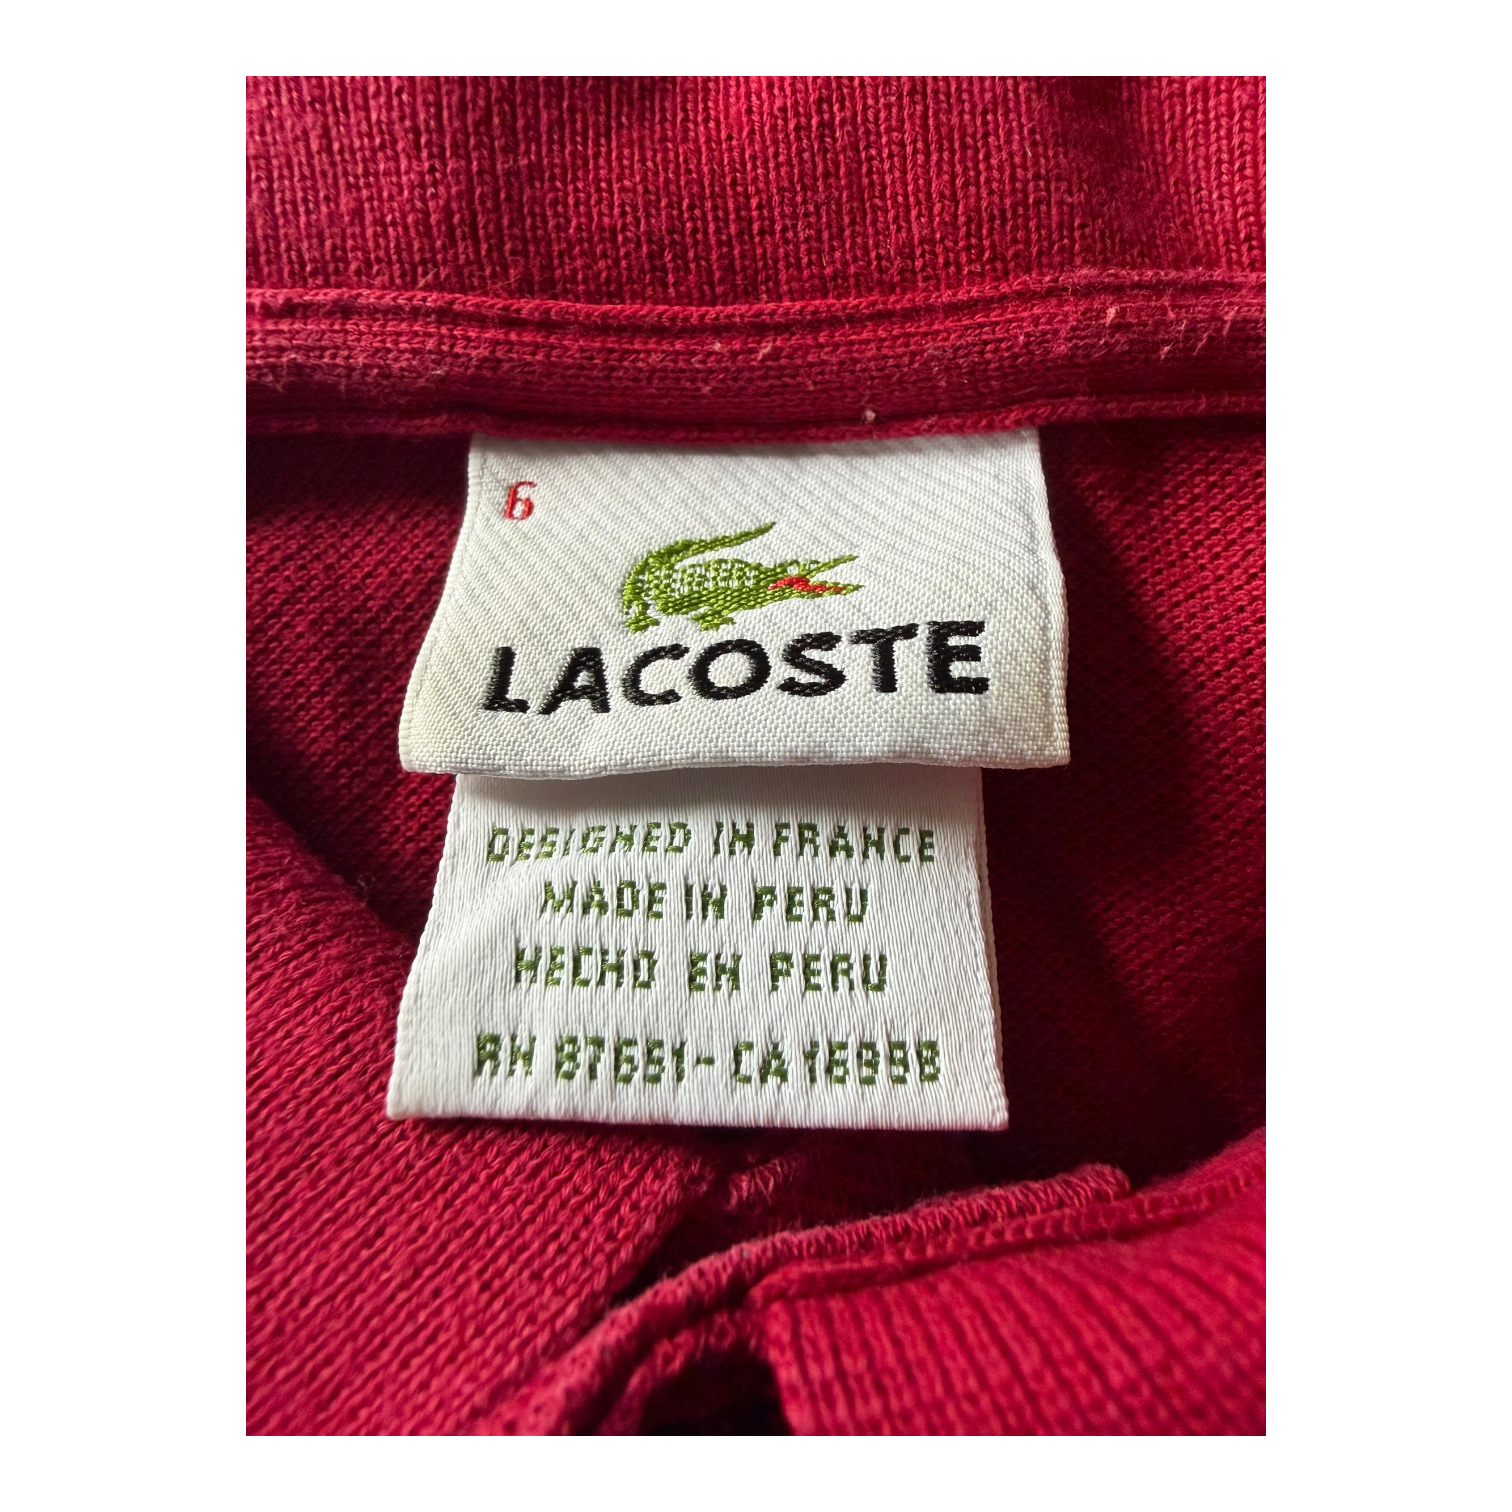 6
LACOSTE
DESIGNED IN FRANCE
MADE IN PERU
HECHO EN PERU
RN 87651-CA 16998